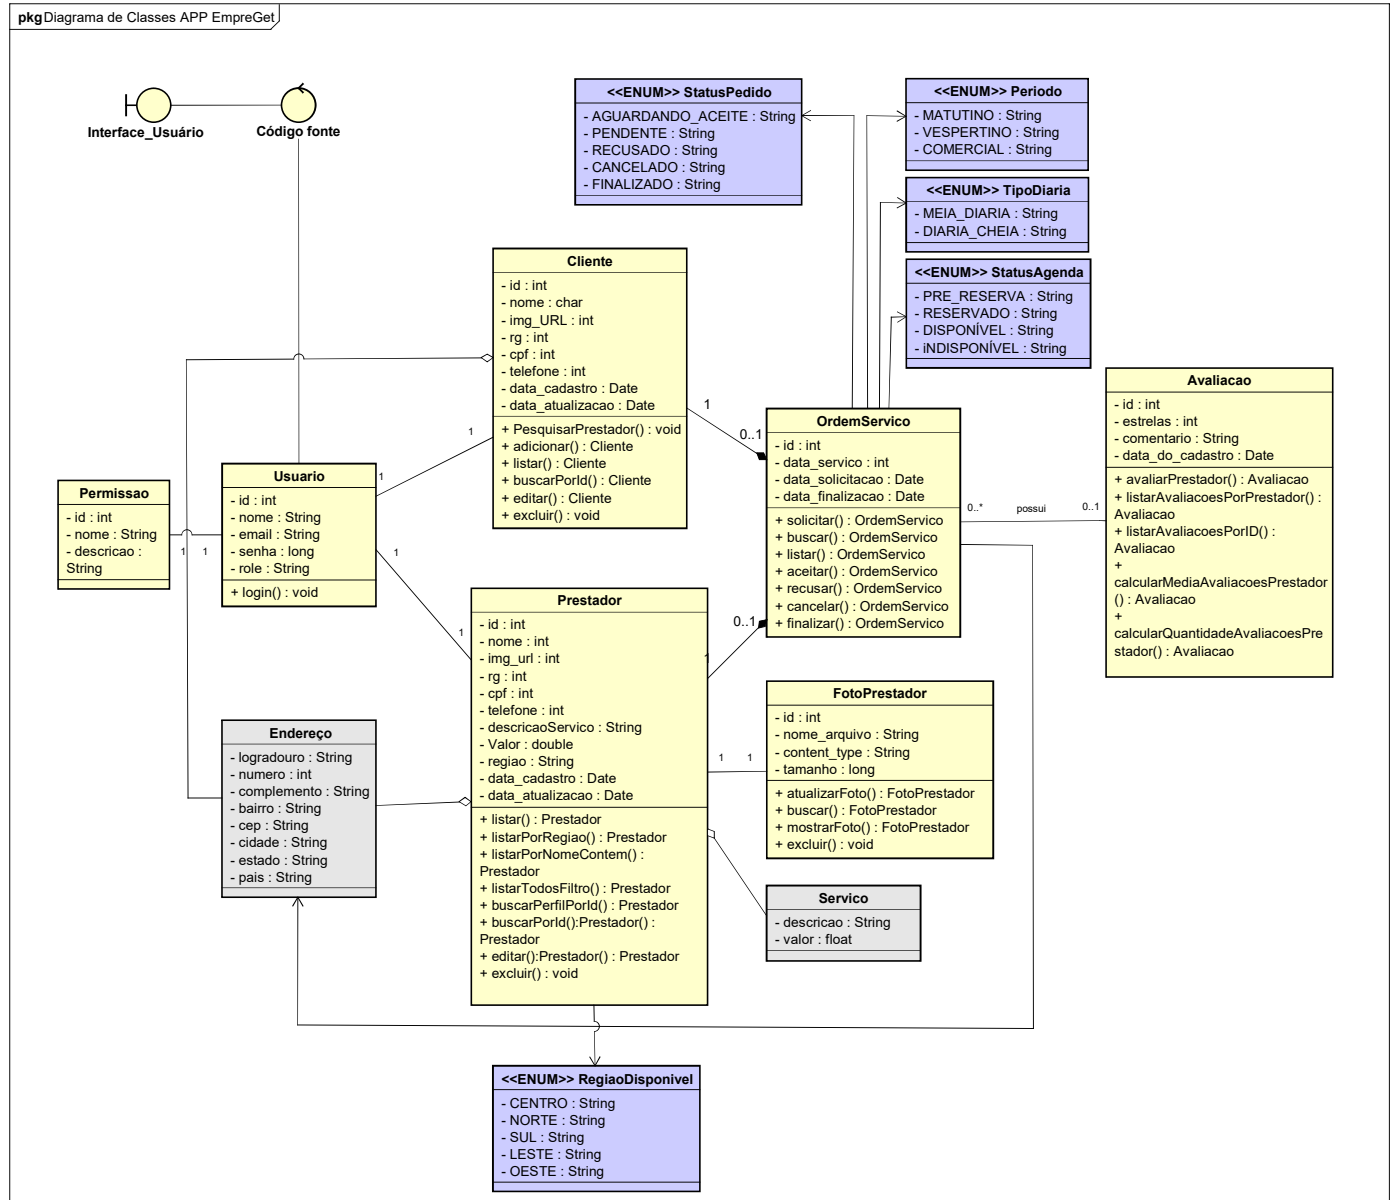 pkg Diagrama de Classes APP EmpreGet
Interface_Usuário
Código fonte
<<ENUM>> StatusPedido
- AGUARDANDO_ACEITE : String
- PENDENTE : String
- RECUSADO : String
- CANCELADO : String
- FINALIZADO : String
<<ENUM>> Periodo
- MATUTINO : String
- VESPERTINO : String
- COMERCIAL : String
<<ENUM>> TipoDiaria
- MEIA_DIARIA : String
- DIARIA_CHEIA : String
<<ENUM>> StatusAgenda
- PRE_RESERVA : String
- RESERVADO : String
- DISPONÍVEL : String
- iNDISPONÍVEL : String
Cliente
- id : int
- nome : char
- img_URL : int
- rg : int
- cpf : int
- telefone : int
- data_cadastro : Date
- data_atualizacao : Date
+ PesquisarPrestador() : void
+ adicionar() : Cliente
+ listar() : Cliente
+ buscarPorId() : Cliente
+ editar() : Cliente
+ excluir() : void
1
0..1
OrdemServico
- id : int
- data_servico : int
- data_solicitacao : Date
- data_finalizacao : Date
+ solicitar() : OrdemServico
+ buscar() : OrdemServico
+ listar() : OrdemServico
+ aceitar() : OrdemServico
+ recusar() : OrdemServico
+ cancelar() : OrdemServico
+ finalizar() : OrdemServico
0..*
possui
0..1
Avaliacao
- id : int
- estrelas : int
- comentario : String
- data_do_cadastro : Date
+ avaliarPrestador() : Avaliacao
+ listarAvaliacoesPorPrestador() :
Avaliacao
+ listarAvaliacoesPorID() :
Avaliacao
+
calcularMediaAvaliacoesPrestador
() : Avaliacao
+
calcularQuantidadeAvaliacoesPre
stador() : Avaliacao
Permissao
- id : int
- nome : String
- descricao :
String
1
1
Usuario
- id : int
- nome : String
- email : String
- senha : long
- role : String
+ login() : void
1
1
1
1
Prestador
- id : int
- nome : int
- img_url : int
- rg : int
- cpf : int
- telefone : int
- descricaoServico : String
- Valor : double
- regiao : String
- data_cadastro : Date
- data_atualizacao : Date
+ listar() : Prestador
+ listarPorRegiao() : Prestador
+ listarPorNomeContem() :
Prestador
+ listarTodosFiltro() : Prestador
+ buscarPerfilPorId() : Prestador
+ buscarPorId():Prestador() :
Prestador
+ editar():Prestador() : Prestador
+ excluir() : void
0..1
1
1
1
FotoPrestador
- id : int
- nome_arquivo : String
- content_type : String
- tamanho : long
+ atualizarFoto() : FotoPrestador
+ buscar() : FotoPrestador
+ mostrarFoto() : FotoPrestador
+ excluir() : void
Endereço
- logradouro : String
- numero : int
- complemento : String
- bairro : String
- cep : String
- cidade : String
- estado : String
- pais : String
Servico
- descricao : String
- valor : float
<<ENUM>> RegiaoDisponivel
- CENTRO : String
- NORTE : String
- SUL : String
- LESTE : String
- OESTE : String